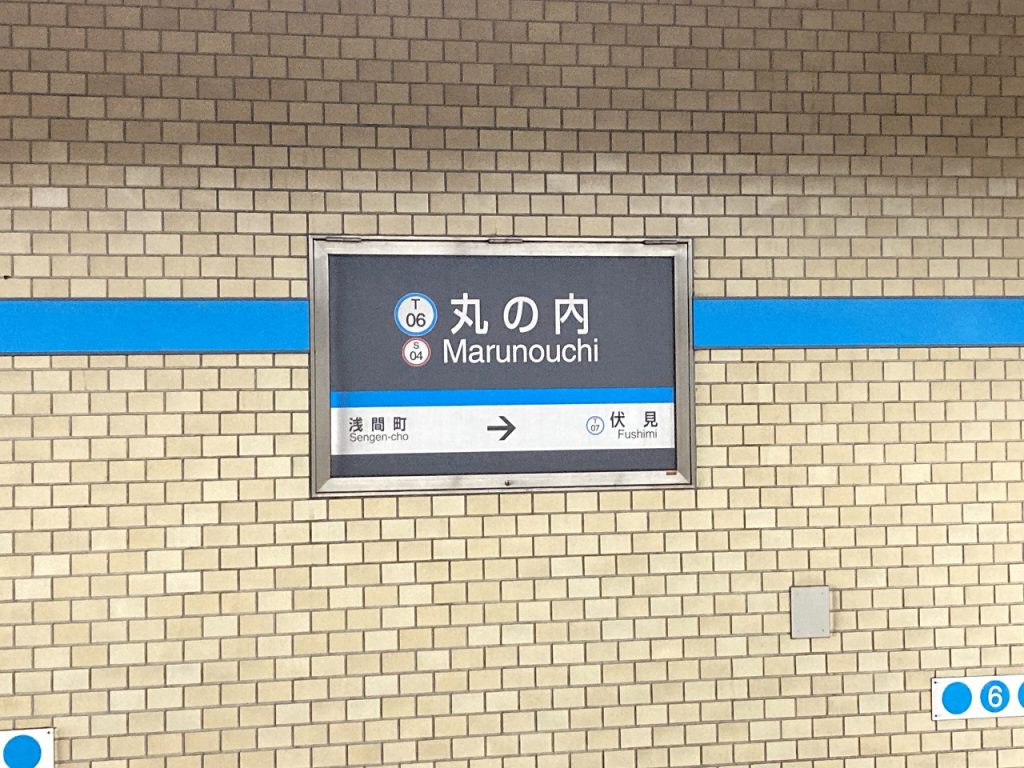 T
06
丸の内
S
04
Marunouchi
浅間町
→
T
07
伏見
Sengen-cho
Fushimi
6